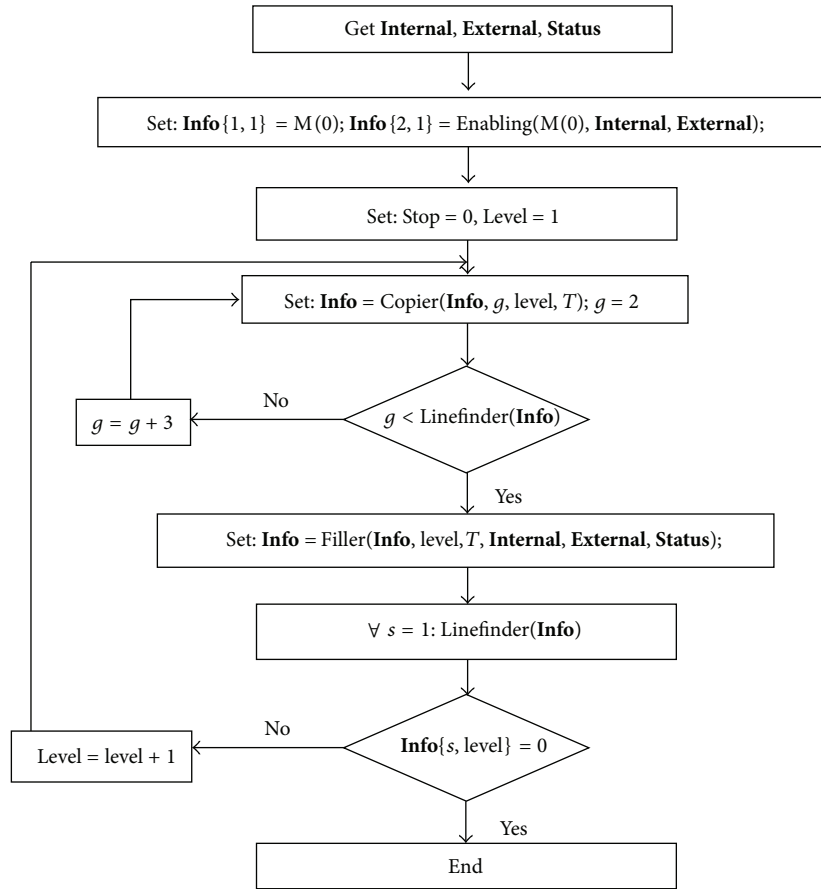 Get Internal, External, Status
Set: Info{1, 1} = M(0); Info{2, 1} = Enabling(M(0), Internal, External);
Set: Stop = 0, Level = 1
Set: Info = Copier(Info, g, level, T); g = 2
No
g < Linefinder(Info)
g = g + 3
Yes
Set: Info = Filler(Info, level, T, Internal, External, Status);
∀ s = 1: Linefinder(Info)
No
Info{s, level} = 0
Level = level + 1
Yes
End